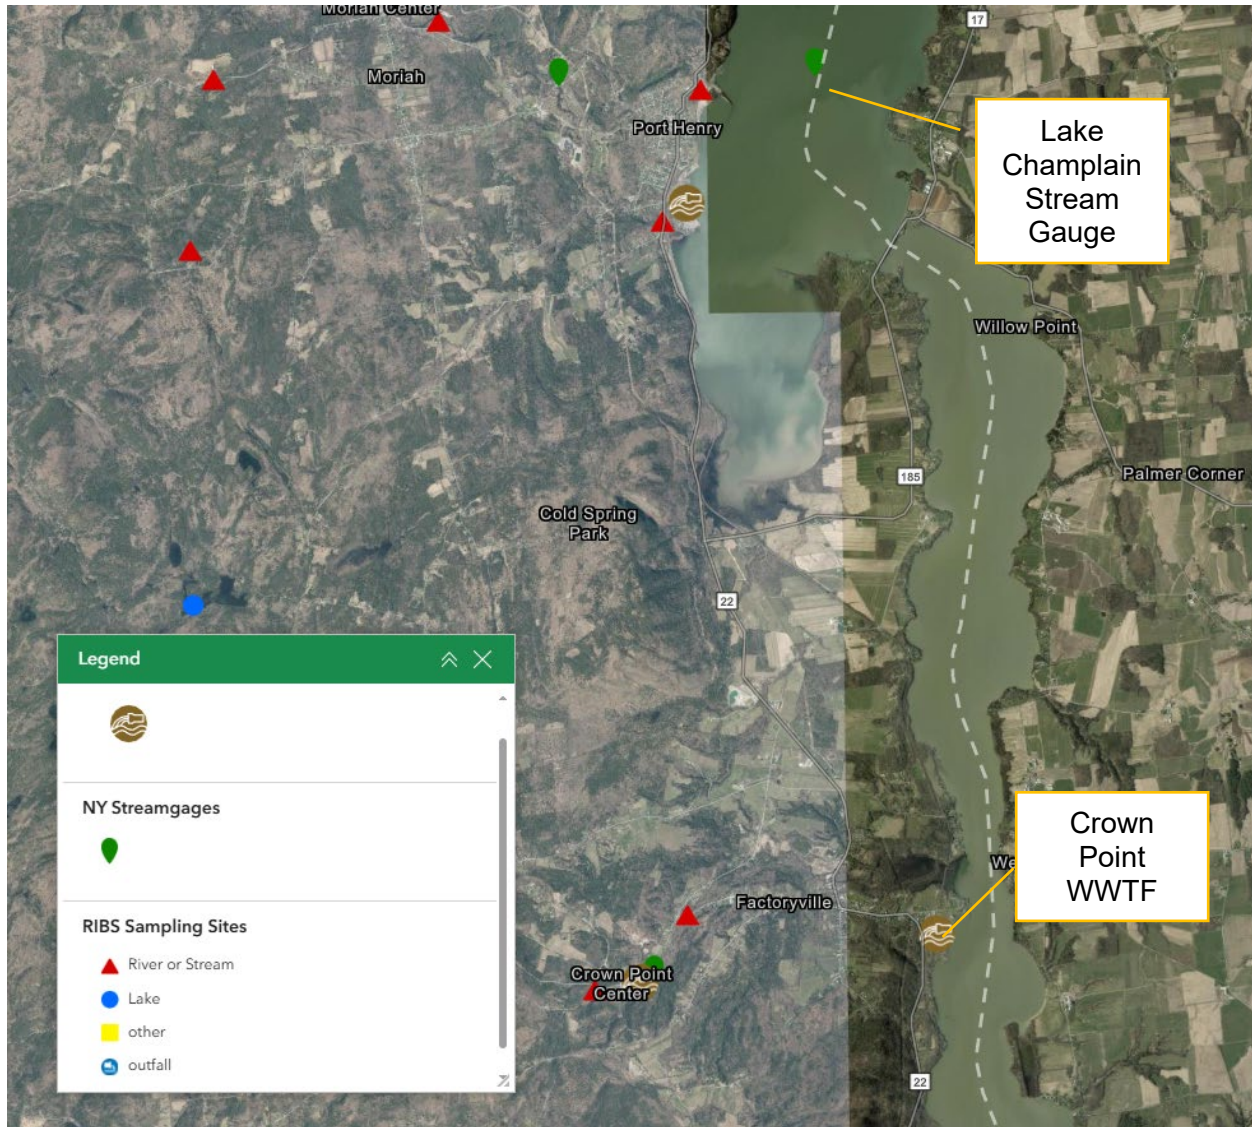 Moriah Center
17
Moriah
Port Henry
Lake
Champlain
Stream
Gauge
Willow Point
185
Palmer Corner
Cold Spring
Park
22
Legend
NY Streamgages
RIBS Sampling Sites
River or Stream
Lake
other
outfall
Crown
Point
WWTF
We
Factoryville
Crown Point
Center
22